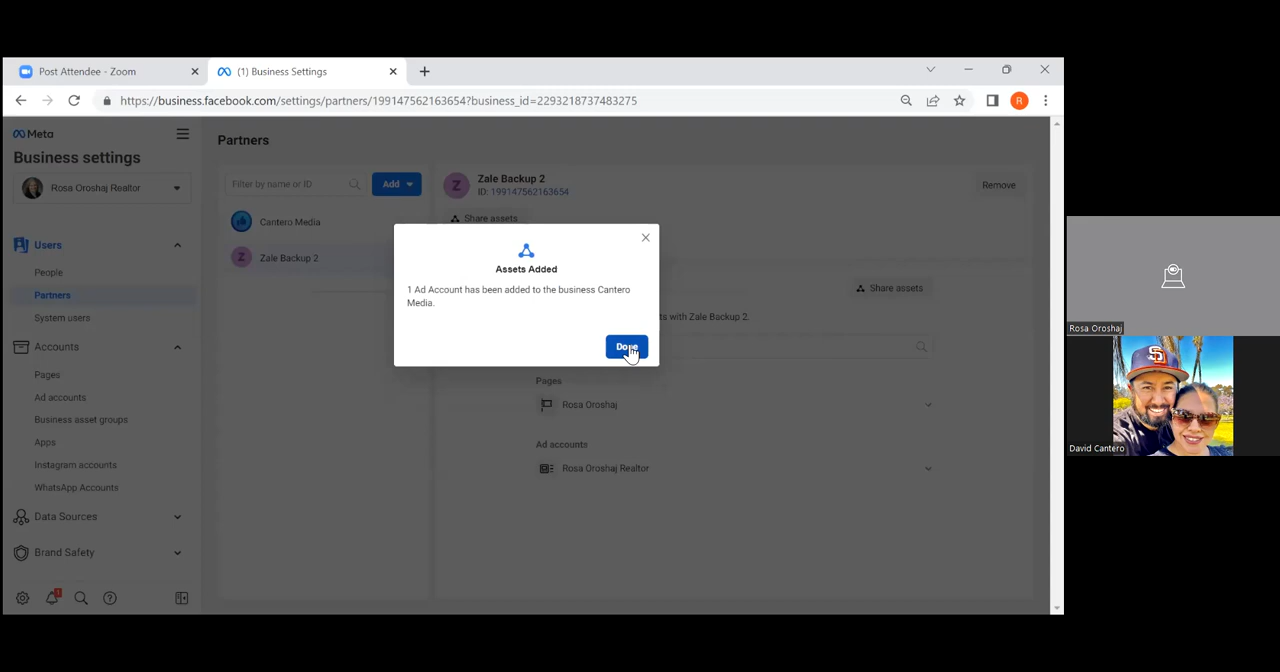 Post Attendee - Zoom
(1) Business Settings
https://business.facebook.com/settings/partners/199147562163654?business_id=2293218737483275
R
Meta
Business settings
Rosa Oroshaj Realtor
Users
People
Partners
System users
Accounts
Pages
Ad accounts
Business asset groups
Apps
Instagram accounts
WhatsApp Accounts
Data Sources
Brand Safety
1
Partners
Filter by name or ID
Add
Cantero Media
Z
Zale Backup 2
Z
Zale Backup 2
ID: 199147562163654
Remove
Share assets
Assets Added
1 Ad Account has been added to the business Cantero
Media.
Done
Share assets
ts with Zale Backup 2.
Pages
Rosa Oroshaj
Ad accounts
Rosa Oroshaj Realtor
Rosa Oroshaj
SD
David Cantero